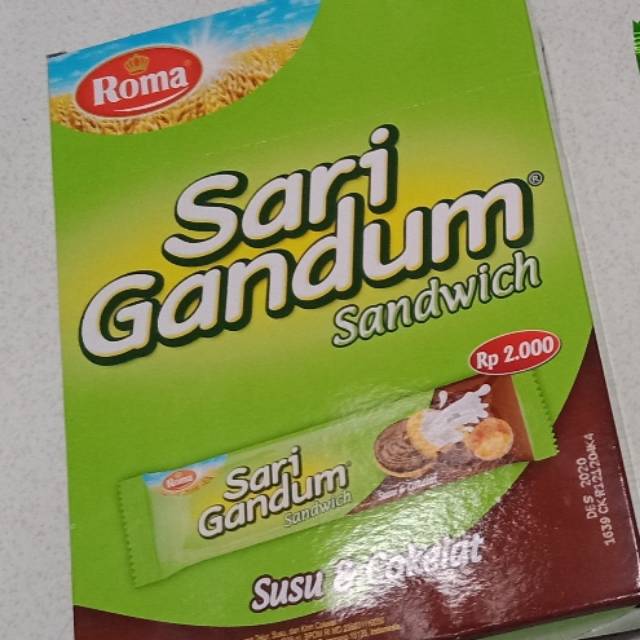 Roma
Sari
Gandum®
Sandwich
Rp 2.000
Roma
Sari
Gandum
Sandwich
Susu & Cokelat
Susu & Cokelat
DES 2020